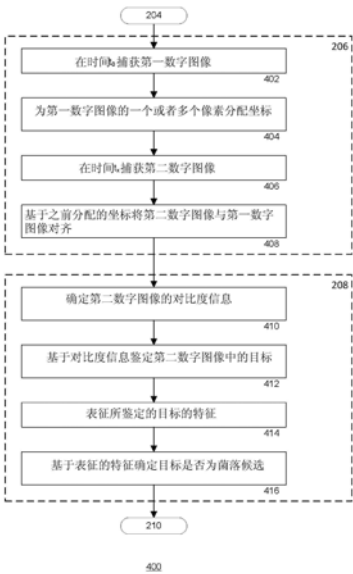 204
206
在时间t₀捕获第一数字图像
402
为第一数字图像的一个或者多个像素分配坐标
404
在时间tₓ捕获第二数字图像
406
基于之前分配的坐标将第二数字图像与第一数字
图像对齐
408
208
确定第二数字图像的对比度信息
410
基于对比度信息鉴定第二数字图像中的目标
412
表征所鉴定的目标的特征
414
基于表征的特征确定目标是否为菌落候选
416
210
400